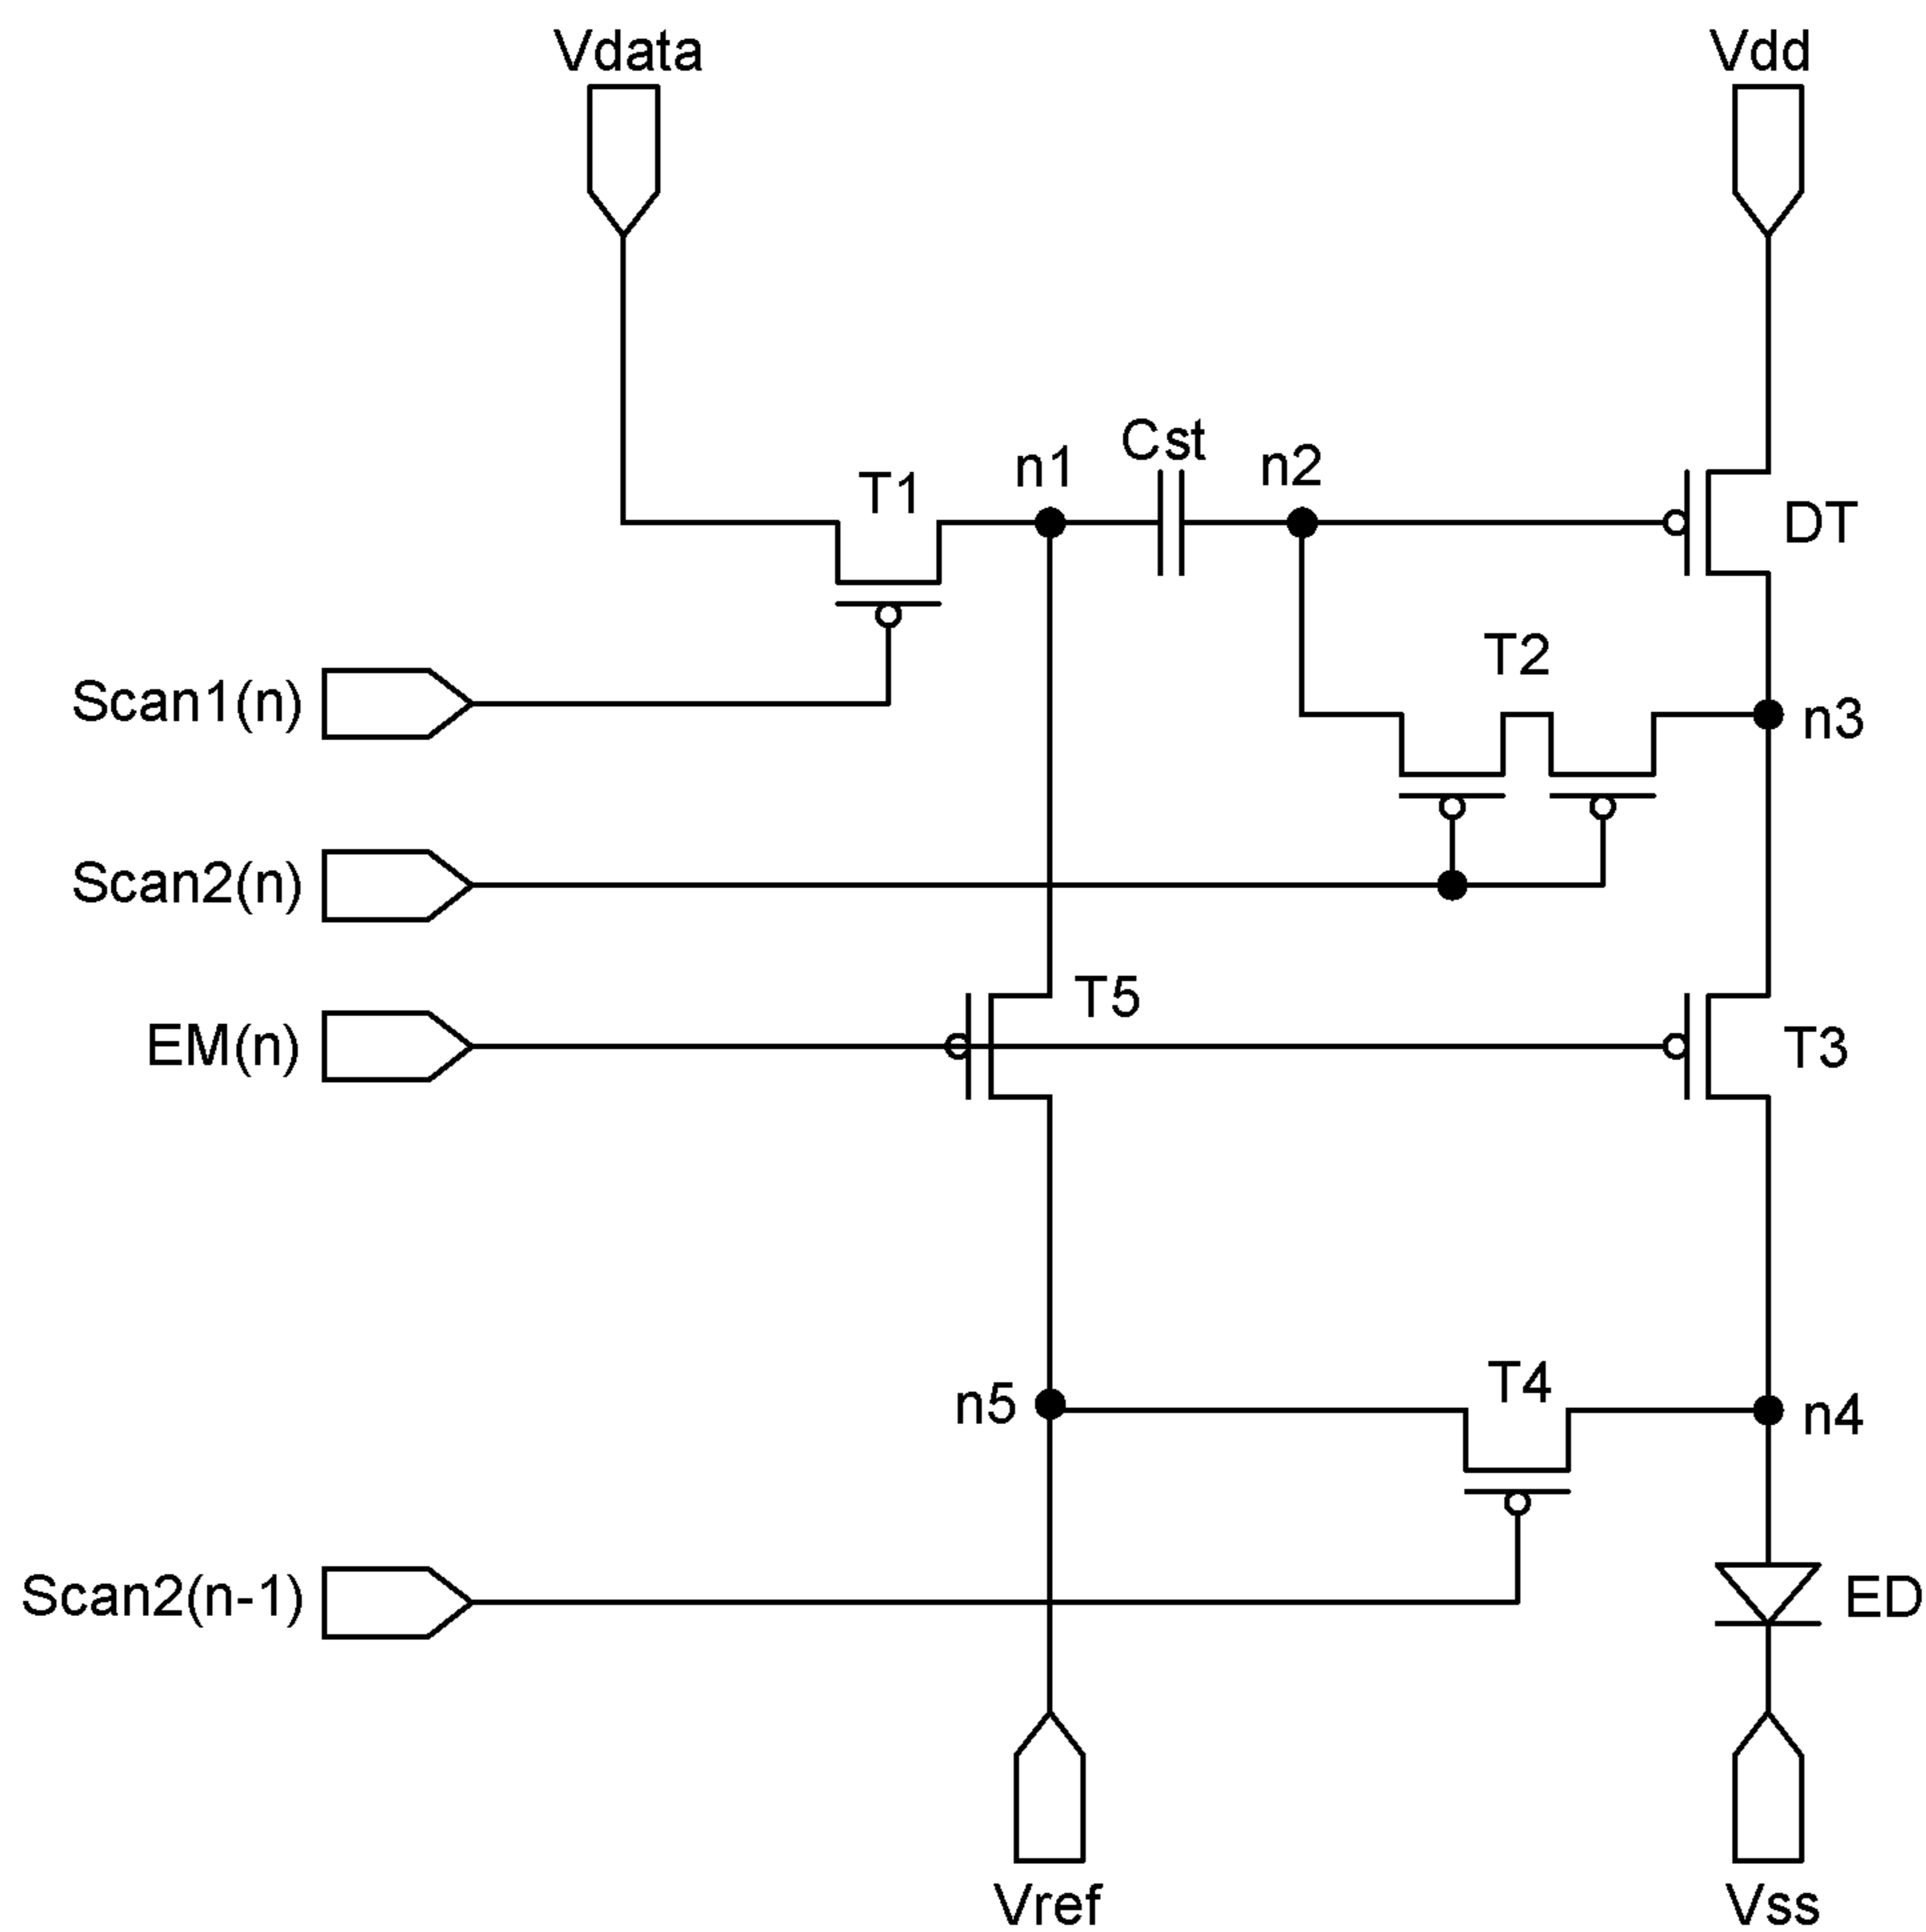 Vdata
Vdd
Cst
n1
n2
T1
DT
T2
Scan1(n)
n3
Scan2(n)
T5
EM(n)
T3
T4
n5
n4
Scan2(n-1)
ED
Vref
Vss